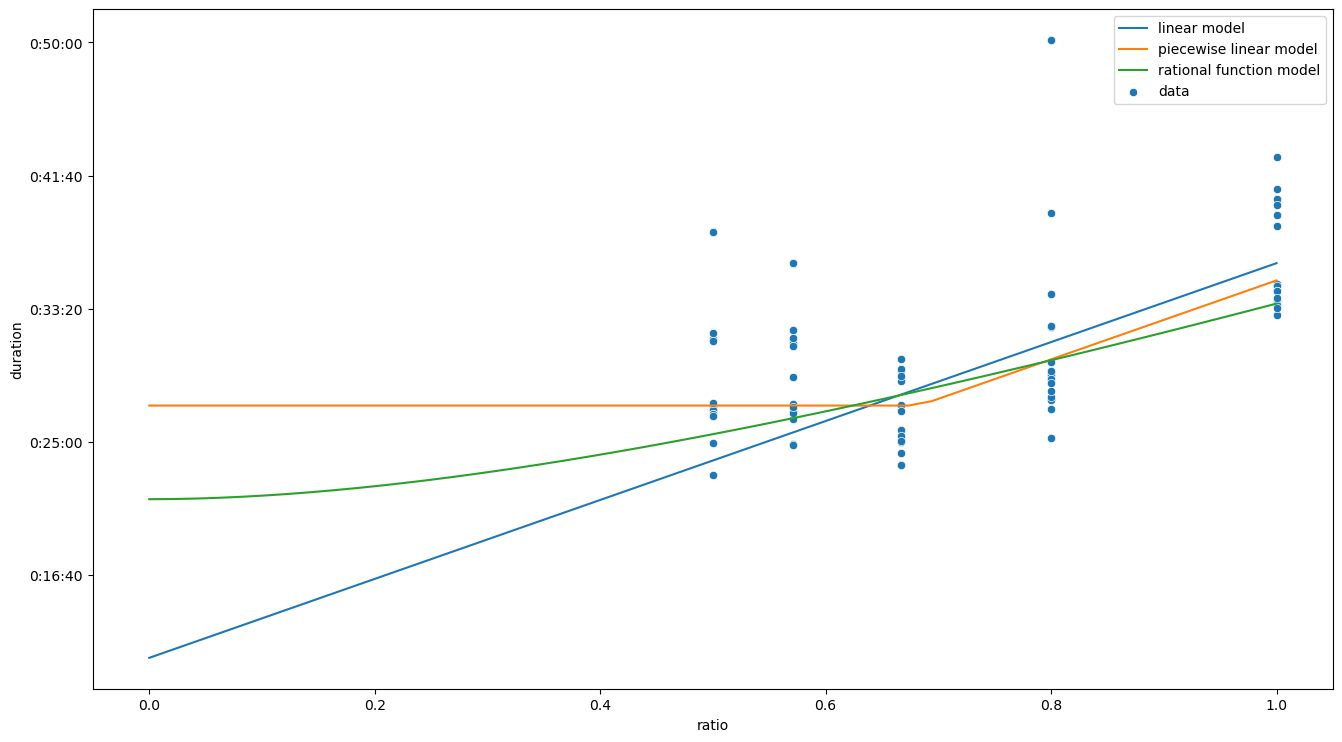 linear model
piecewise linear model
rational function model
data
0:50:00
0:41:40
0:33:20
0:25:00
0:16:40
duration
0.0 0.2 0.4 0.6 0.8 1.0
ratio